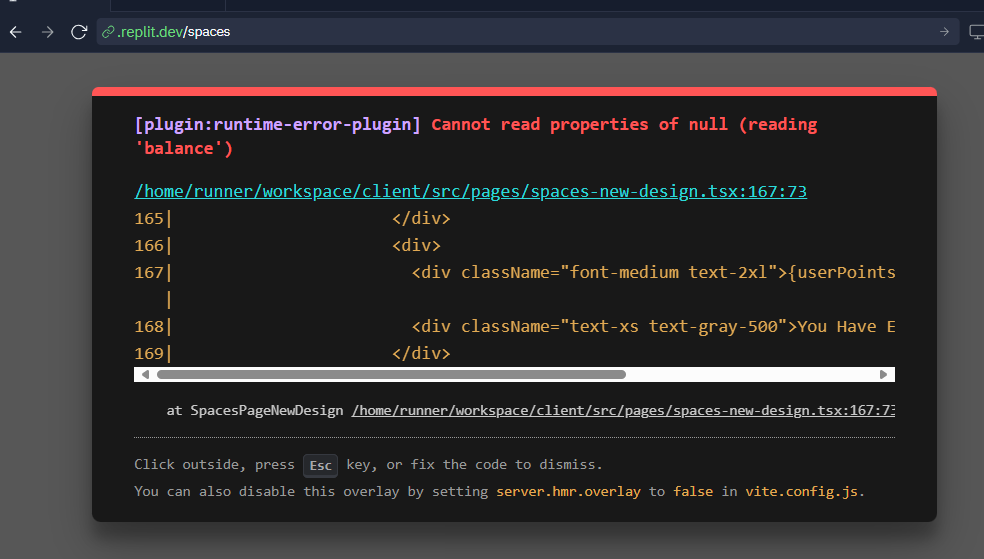 .replit.dev/spaces
[plugin:runtime-error-plugin] Cannot read properties of null (reading
'balance')
/home/runner/workspace/client/src/pages/spaces-new-design.tsx:167:73
165| </div>
166| <div>
167| <div className="font-medium text-2xl">{userPoints
|
168| <div className="text-xs text-gray-500">You Have E
169| </div>
at SpacesPageNewDesign /home/runner/workspace/client/src/pages/spaces-new-design.tsx:167:73
Click outside, press Esc key, or fix the code to dismiss.
You can also disable this overlay by setting server.hmr.overlay to false in vite.config.js.